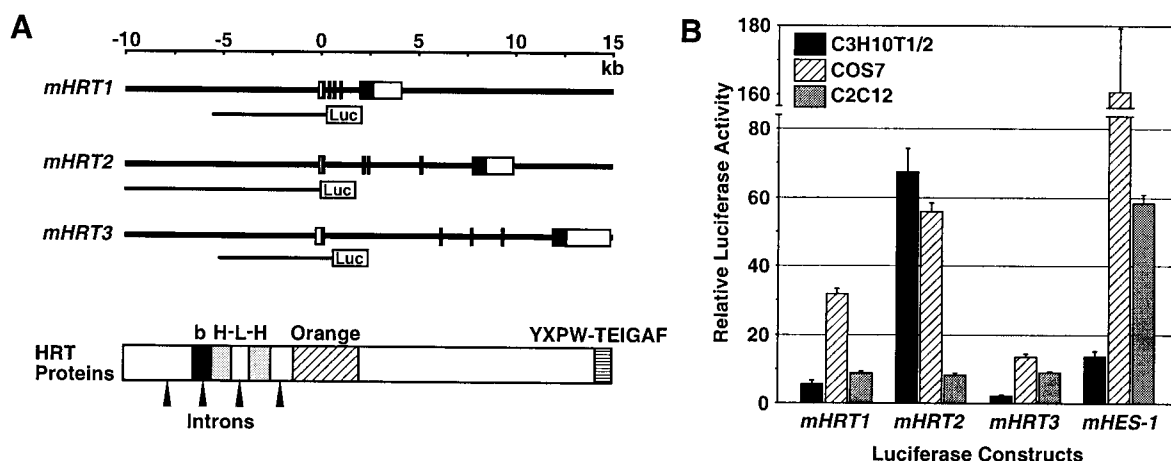 A
-10 -5 0 5 10 15
kb
mHRT1
Luc
mHRT2
Luc
mHRT3
Luc
b H-L-H Orange YXPW-TEIGAF
HRT
Proteins
Introns
B
C3H10T1/2
COS7
C2C12
Relative Luciferase Activity
180
160
80
60
40
20
0
mHRT1 mHRT2 mHRT3 mHES-1
Luciferase Constructs